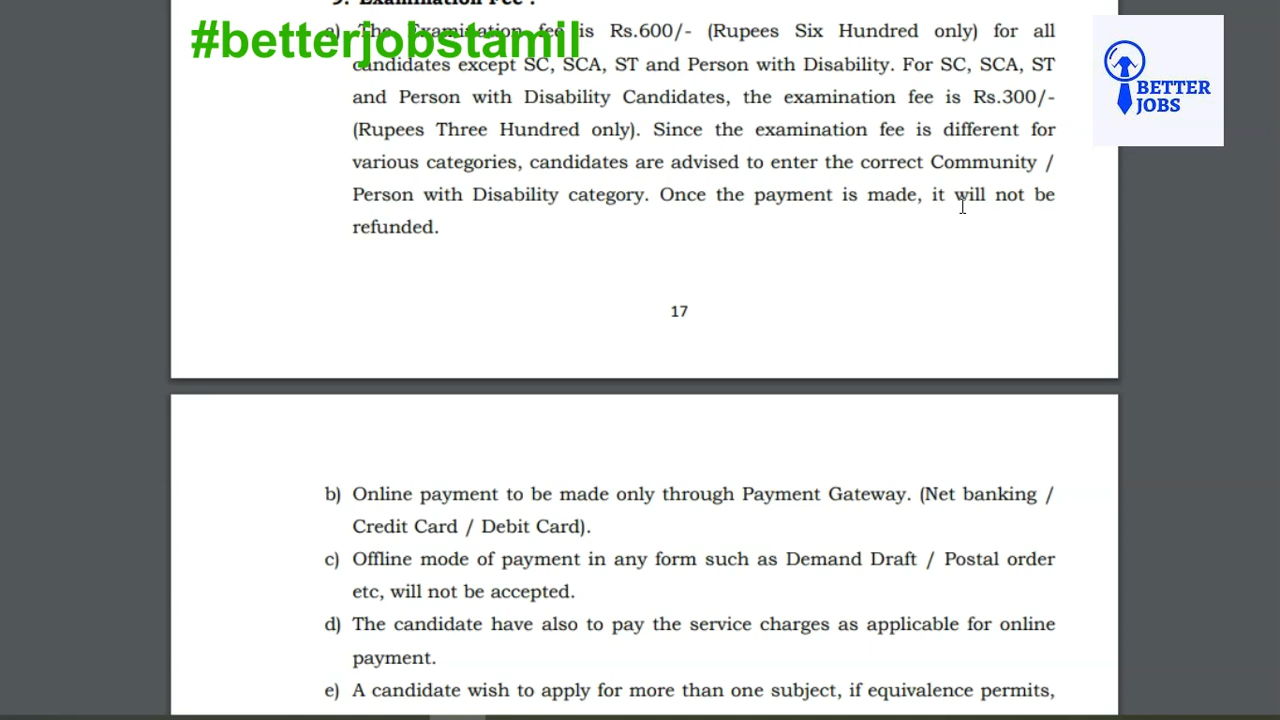 9. Examination Fee :
#betterjobstamil
a) The Examination fee is Rs.600/- (Rupees Six Hundred only) for all
candidates except SC, SCA, ST and Person with Disability. For SC, SCA, ST
and Person with Disability Candidates, the examination fee is Rs.300/-
(Rupees Three Hundred only). Since the examination fee is different for
various categories, candidates are advised to enter the correct Community /
Person with Disability category. Once the payment is made, it will not be
refunded.
BETTER
JOBS
17
b) Online payment to be made only through Payment Gateway. (Net banking /
Credit Card / Debit Card).
c) Offline mode of payment in any form such as Demand Draft / Postal order
etc, will not be accepted.
d) The candidate have also to pay the service charges as applicable for online
payment.
e) A candidate wish to apply for more than one subject, if equivalence permits,